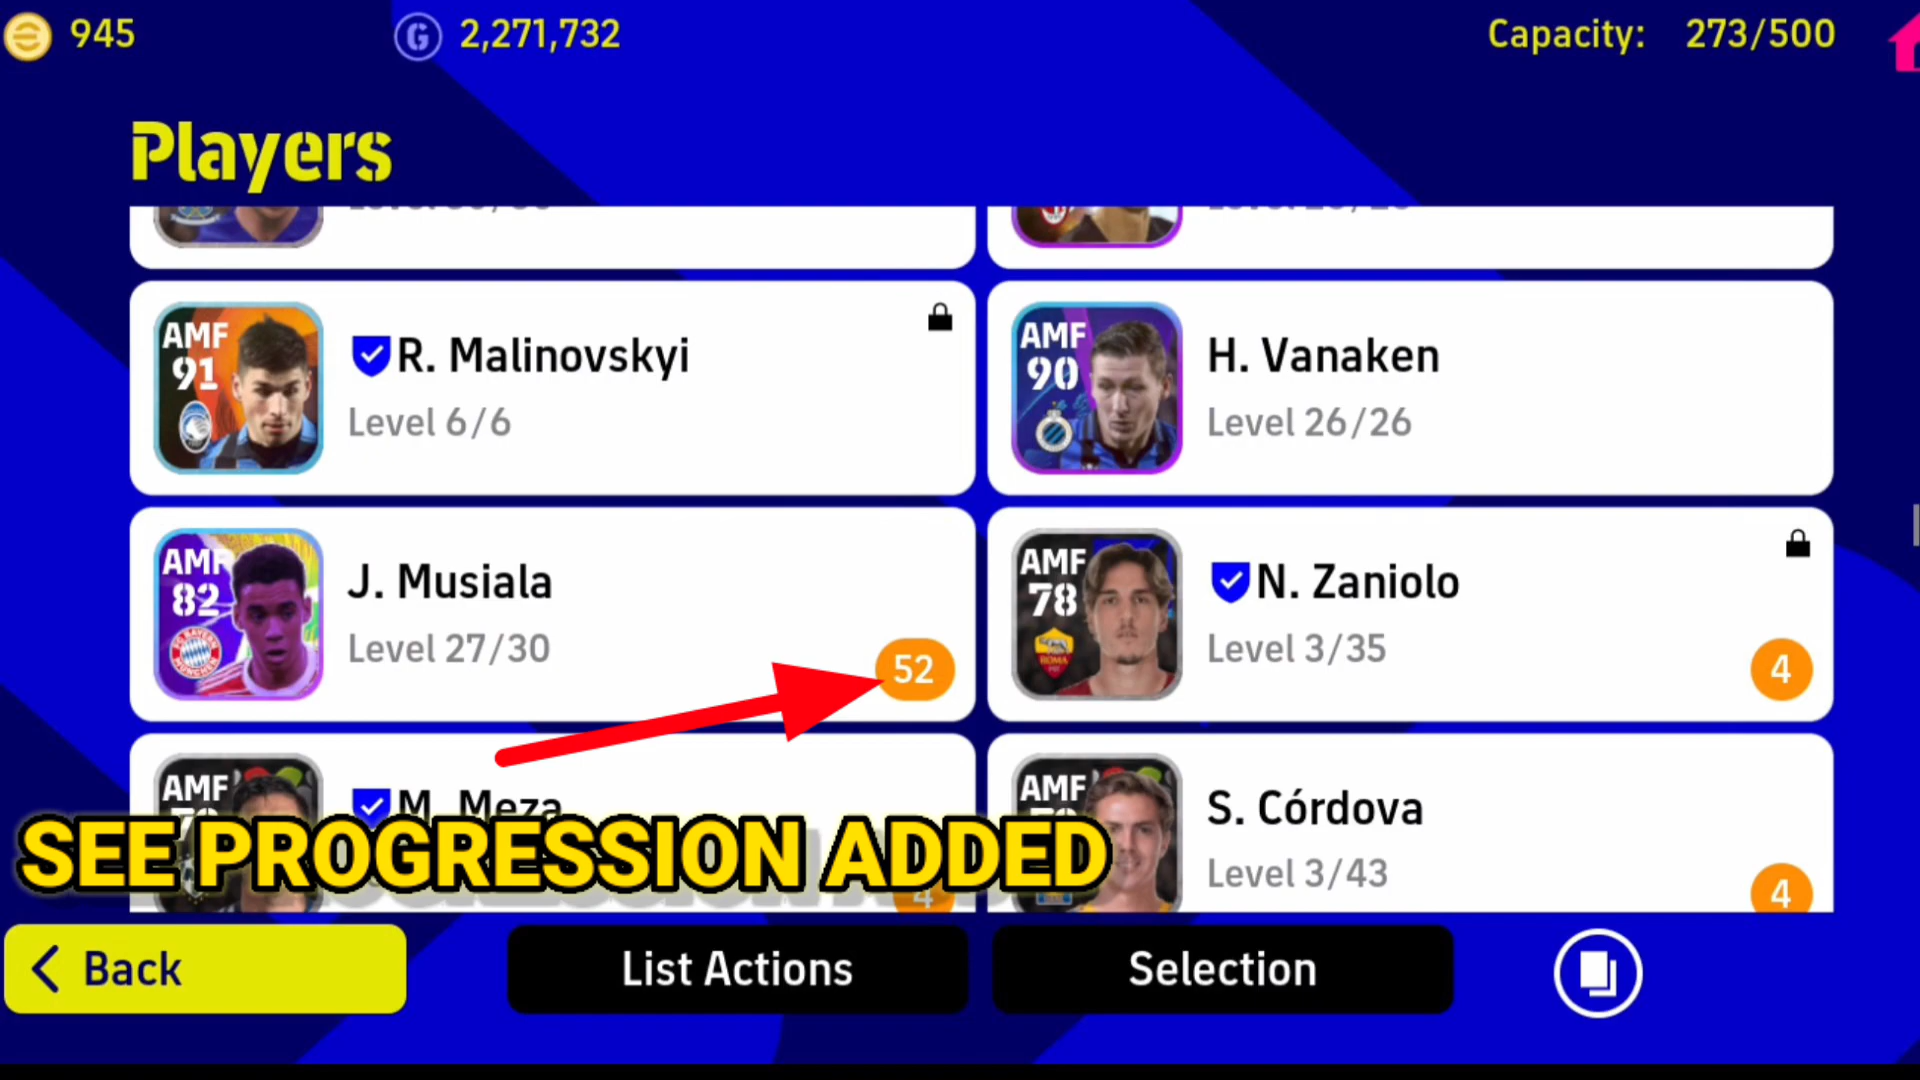 945
2,271,732
Capacity: 273/500
Players
AMF
91
R. Malinovskyi
Level 6/6
AMF
90
H. Vanaken
Level 26/26
AMF
82
J. Musiala
Level 27/30
52
AMF
78
N. Zaniolo
Level 3/35
ROMA
4
AMF
M. Meza
4
AMF
S. Córdova
Level 3/43
4
SEE PROGRESSION ADDED
Back
List Actions
Selection